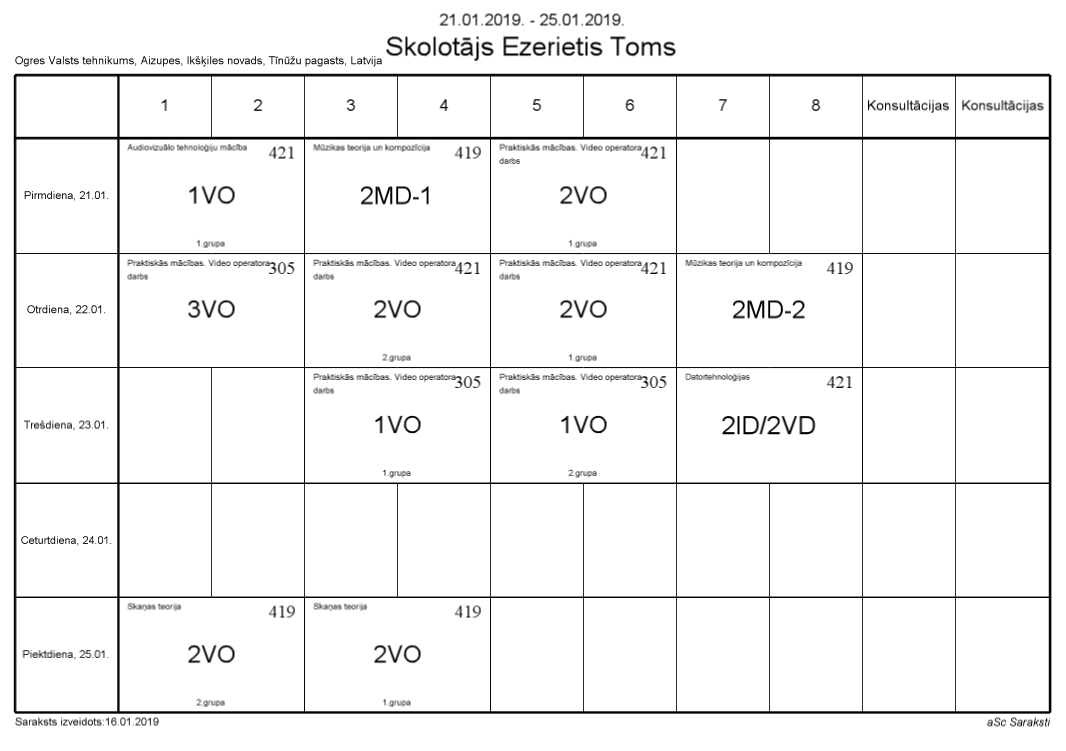 21.01.2019. - 25.01.2019.
Skolotājs Ezerietis Toms
Ogres Valsts tehnikums, Aizupes, Ikšķiles novads, Tīnūžu pagasts, Latvija
1 2 3 4 5 6 7 8 Konsultācijas Konsultācijas
Pirmdiena, 21.01.
Audiovizuālo tehnoloģiju mācība 421
1VO
1.grupa
Mūzikas teorija un kompozīcija 419
2MD-1
Praktiskās mācības. Video operatora 421
darbs
2VO
1.grupa
Otrdiena, 22.01.
Praktiskās mācības. Video operatora 305
darbs
3VO
Praktiskās mācības. Video operatora 421
darbs
2VO
2.grupa
Praktiskās mācības. Video operatora 421
darbs
2VO
1.grupa
Mūzikas teorija un kompozīcija 419
2MD-2
Trešdiena, 23.01.
Praktiskās mācības. Video operatora 305
darbs
1VO
1.grupa
Praktiskās mācības. Video operatora 305
darbs
1VO
2.grupa
Datortehnoloģijas 421
2ID/2VD
Ceturtdiena, 24.01.
Piektdiena, 25.01.
Skaņas teorija 419
2VO
2.grupa
Skaņas teorija 419
2VO
1.grupa
Saraksts izveidots:16.01.2019
aSc Saraksti